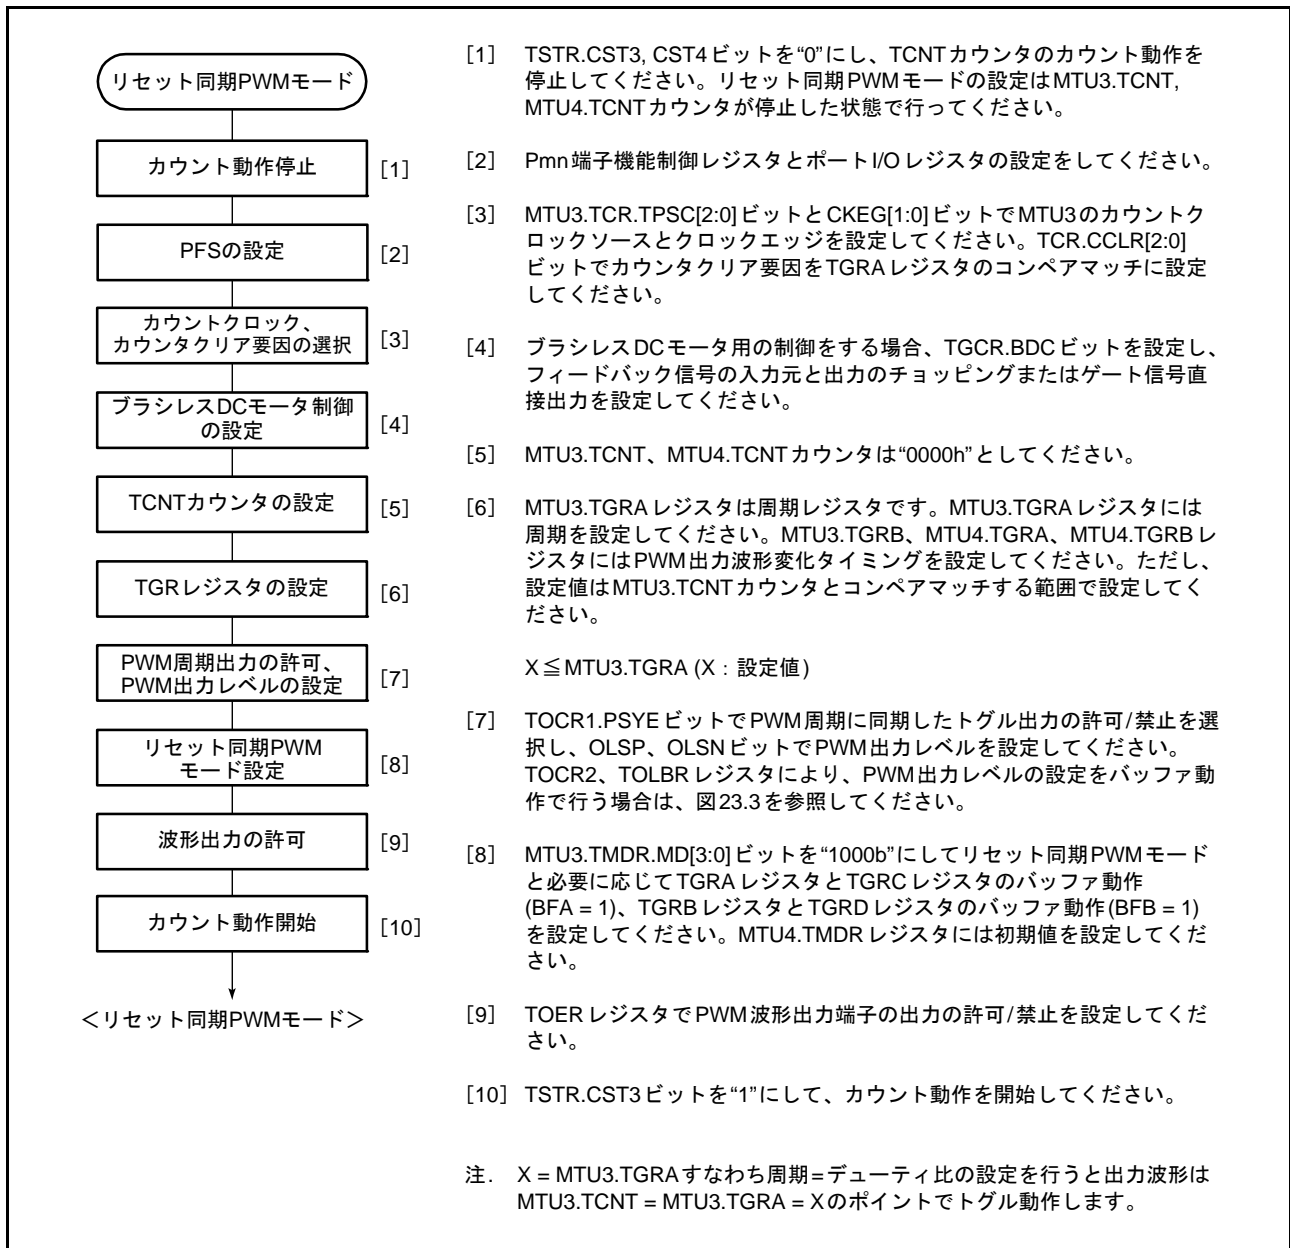 リセット同期PWMモード
カウント動作停止 [1]
PFSの設定 [2]
カウントクロック、
カウンタクリア要因の選択 [3]
ブラシレスDCモータ制御
の設定 [4]
TCNTカウンタの設定 [5]
TGRレジスタの設定 [6]
PWM周期出力の許可、
PWM出力レベルの設定 [7]
リセット同期PWM
モード設定 [8]
波形出力の許可 [9]
カウント動作開始 [10]
＜リセット同期PWMモード＞
[1] TSTR.CST3, CST4ビットを“0”にし、TCNTカウンタのカウント動作を
停止してください。リセット同期PWMモードの設定はMTU3.TCNT,
MTU4.TCNTカウンタが停止した状態で行ってください。
[2] Pmn端子機能制御レジスタとポートI/Oレジスタの設定をしてください。
[3] MTU3.TCR.TPSC[2:0]ビットとCKEG[1:0]ビットでMTU3のカウントク
ロックソースとクロックエッジを設定してください。TCR.CCLR[2:0]
ビットでカウンタクリア要因をTGRAレジスタのコンペアマッチに設定
してください。
[4] ブラシレスDCモータ用の制御をする場合、TGCR.BDCビットを設定し、
フィードバック信号の入力元と出力のチョッピングまたはゲート信号直
接出力を設定してください。
[5] MTU3.TCNT、MTU4.TCNTカウンタは“0000h”としてください。
[6] MTU3.TGRAレジスタは周期レジスタです。MTU3.TGRAレジスタには
周期を設定してください。MTU3.TGRB、MTU4.TGRA、MTU4.TGRBレ
ジスタにはPWM出力波形変化タイミングを設定してください。ただし、
設定値はMTU3.TCNTカウンタとコンペアマッチする範囲で設定してく
ださい。
X≦MTU3.TGRA (X：設定値)
[7] TOCR1.PSYEビットでPWM周期に同期したトグル出力の許可/禁止を選
択し、OLSP、OLSNビットでPWM出力レベルを設定してください。
TOCR2、TOLBRレジスタにより、PWM出力レベルの設定をバッファ動
作で行う場合は、図23.3を参照してください。
[8] MTU3.TMDR.MD[3:0]ビットを“1000b”にしてリセット同期PWMモード
と必要に応じてTGRAレジスタとTGRCレジスタのバッファ動作
(BFA = 1)、TGRBレジスタとTGRDレジスタのバッファ動作(BFB = 1)
を設定してください。MTU4.TMDRレジスタには初期値を設定してくだ
さい。
[9] TOERレジスタでPWM波形出力端子の出力の許可/禁止を設定してくだ
さい。
[10] TSTR.CST3ビットを“1”にして、カウント動作を開始してください。
注. X = MTU3.TGRAすなわち周期=デューティ比の設定を行うと出力波形は
MTU3.TCNT = MTU3.TGRA = Xのポイントでトグル動作します。